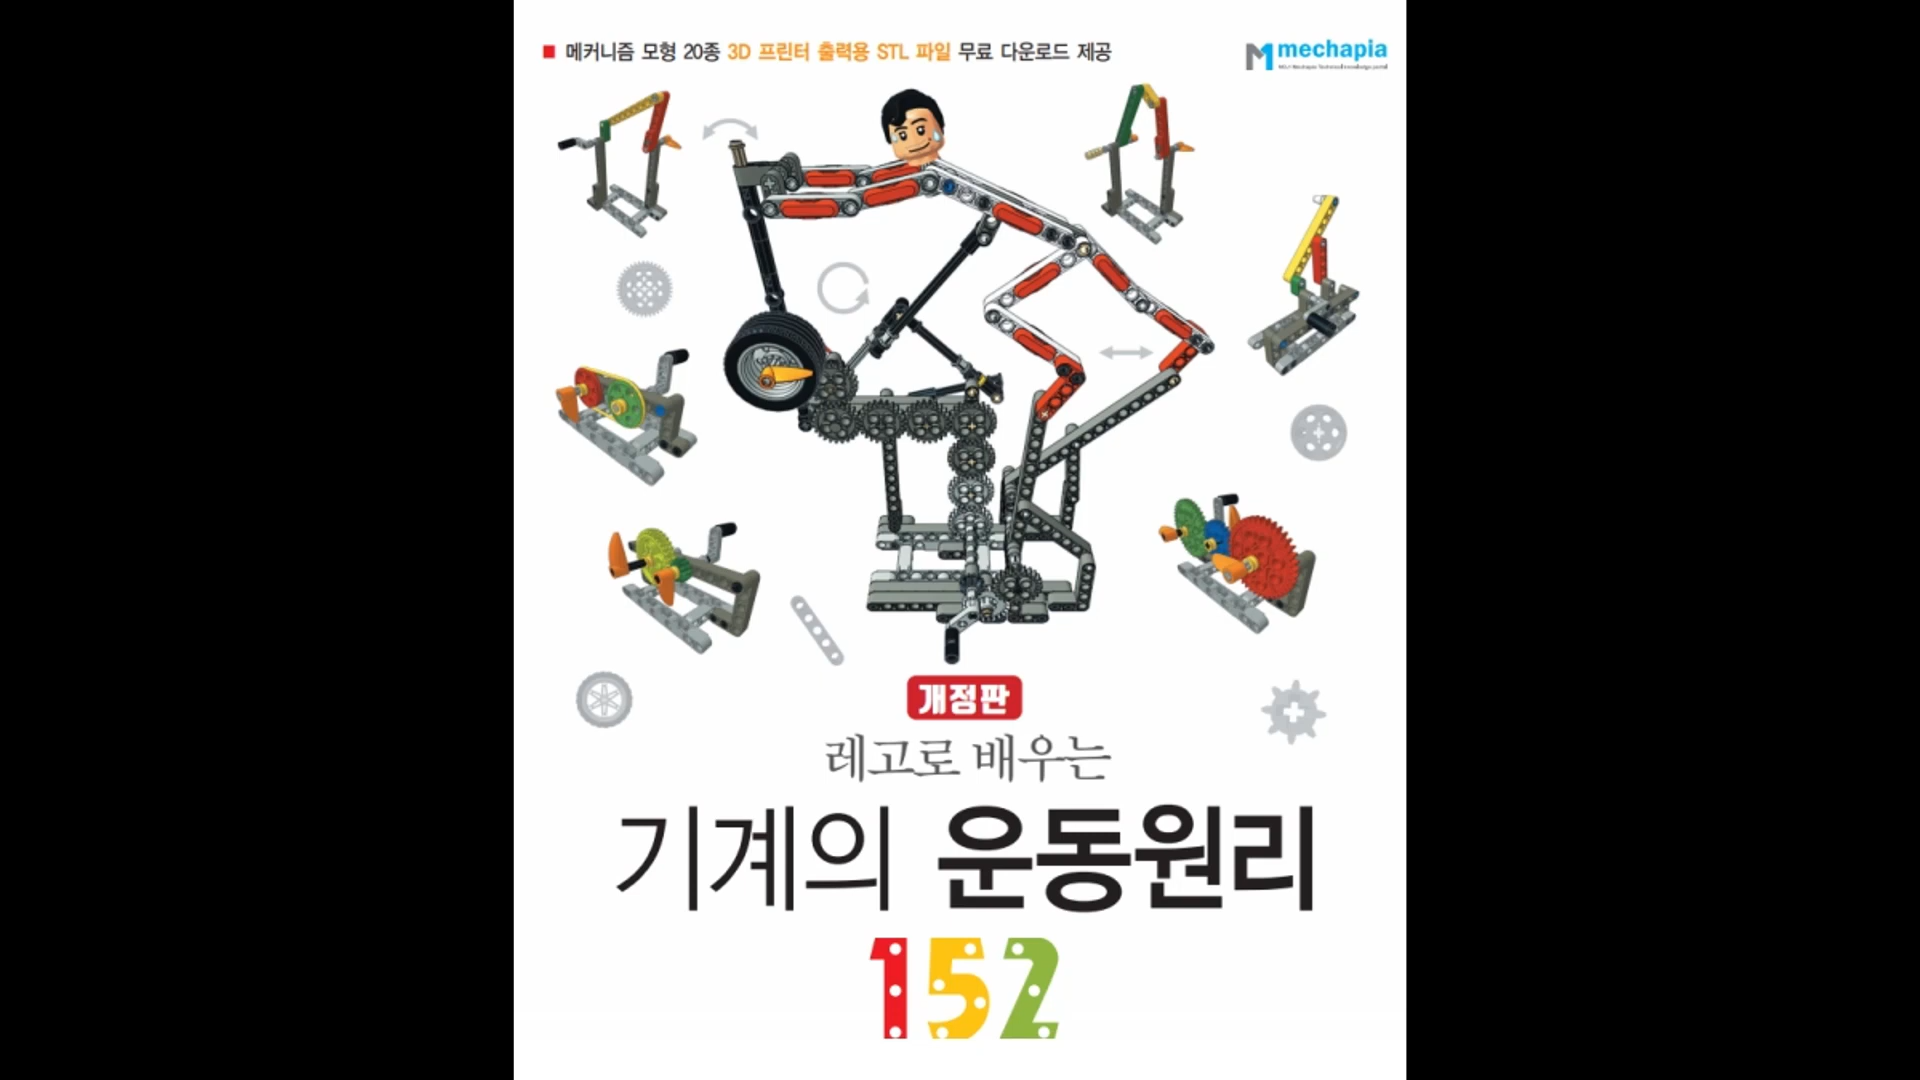 메커니즘 모형 20종 3D 프린터 출력용 STL 파일 무료 다운로드 제공
mechapia
개정판
레고로 배우는
기계의 운동원리
152